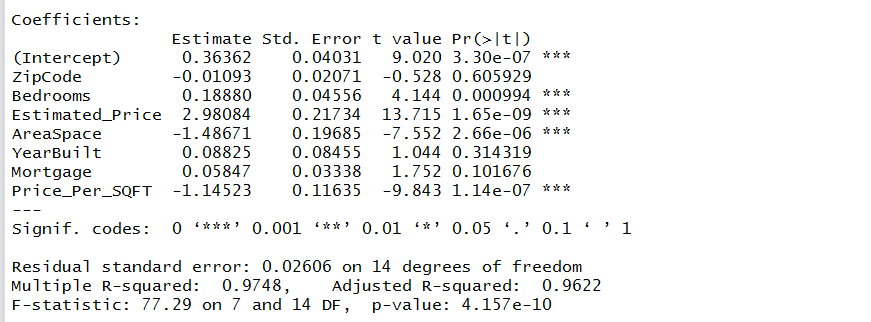 Coefficients:
Estimate Std. Error t value Pr(>|t|)
(Intercept) 0.36362 0.04031 9.020 3.30e-07 ***
ZipCode -0.01093 0.02071 -0.528 0.605929
Bedrooms 0.18880 0.04556 4.144 0.000994 ***
Estimated_Price 2.98084 0.21734 13.715 1.65e-09 ***
AreaSpace -1.48671 0.19685 -7.552 2.66e-06 ***
YearBuilt 0.08825 0.08455 1.044 0.314319
Mortgage 0.05847 0.03338 1.752 0.101676
Price_Per_SQFT -1.14523 0.11635 -9.843 1.14e-07 ***
---
Signif. codes: 0 ‘***’ 0.001 ‘**’ 0.01 ‘*’ 0.05 ‘.’ 0.1 ‘ ’ 1
Residual standard error: 0.02606 on 14 degrees of freedom
Multiple R-squared: 0.9748, Adjusted R-squared: 0.9622
F-statistic: 77.29 on 7 and 14 DF, p-value: 4.157e-10